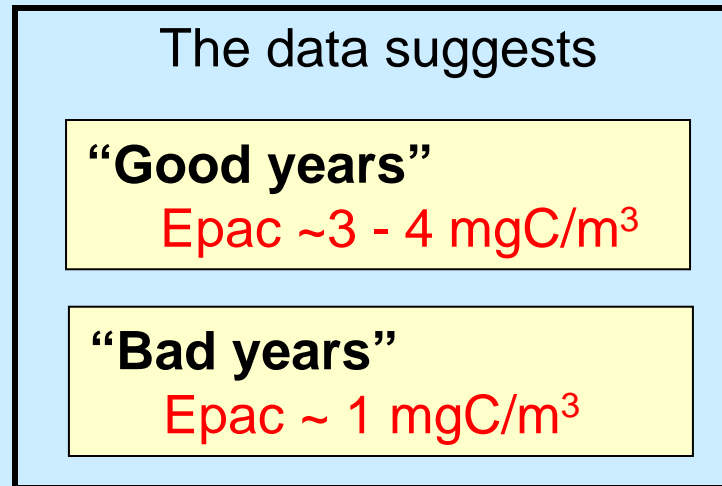 The data suggests
“Good years”
Epac ~3 - 4 mgC/m³
“Bad years”
Epac ~ 1 mgC/m³